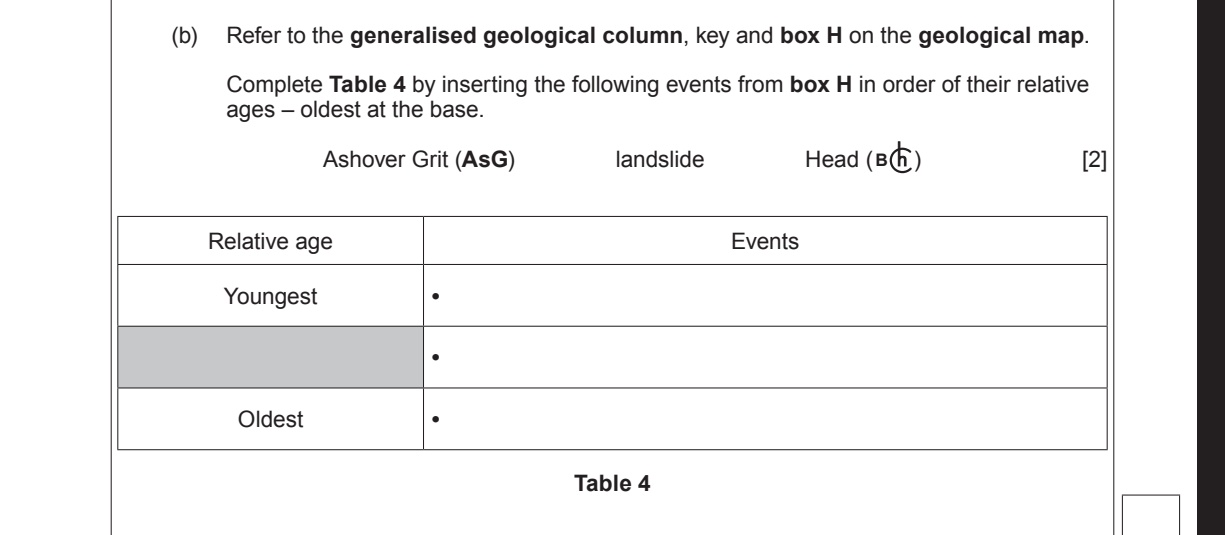 (b) Refer to the generalised geological column, key and box H on the geological map.
Complete Table 4 by inserting the following events from box H in order of their relative
ages – oldest at the base.
Ashover Grit (AsG) landslide Head (B h) [2]
Relative age Events
Youngest •
•
Oldest •
Table 4